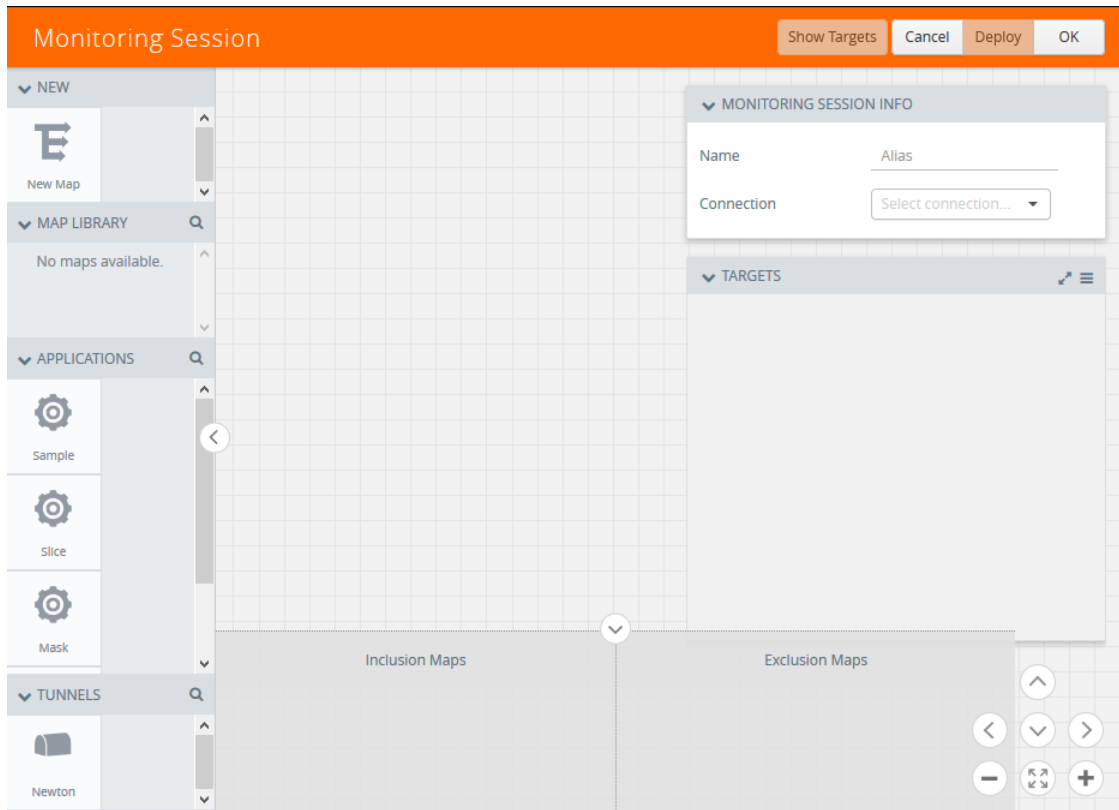 Monitoring Session
Show Targets
Cancel
Deploy
OK
NEW
New Map
MAP LIBRARY
No maps available.
APPLICATIONS
Sample
Slice
Mask
TUNNELS
Newton
MONITORING SESSION INFO
Name
Alias
Connection
Select connection...
TARGETS
Inclusion Maps
Exclusion Maps